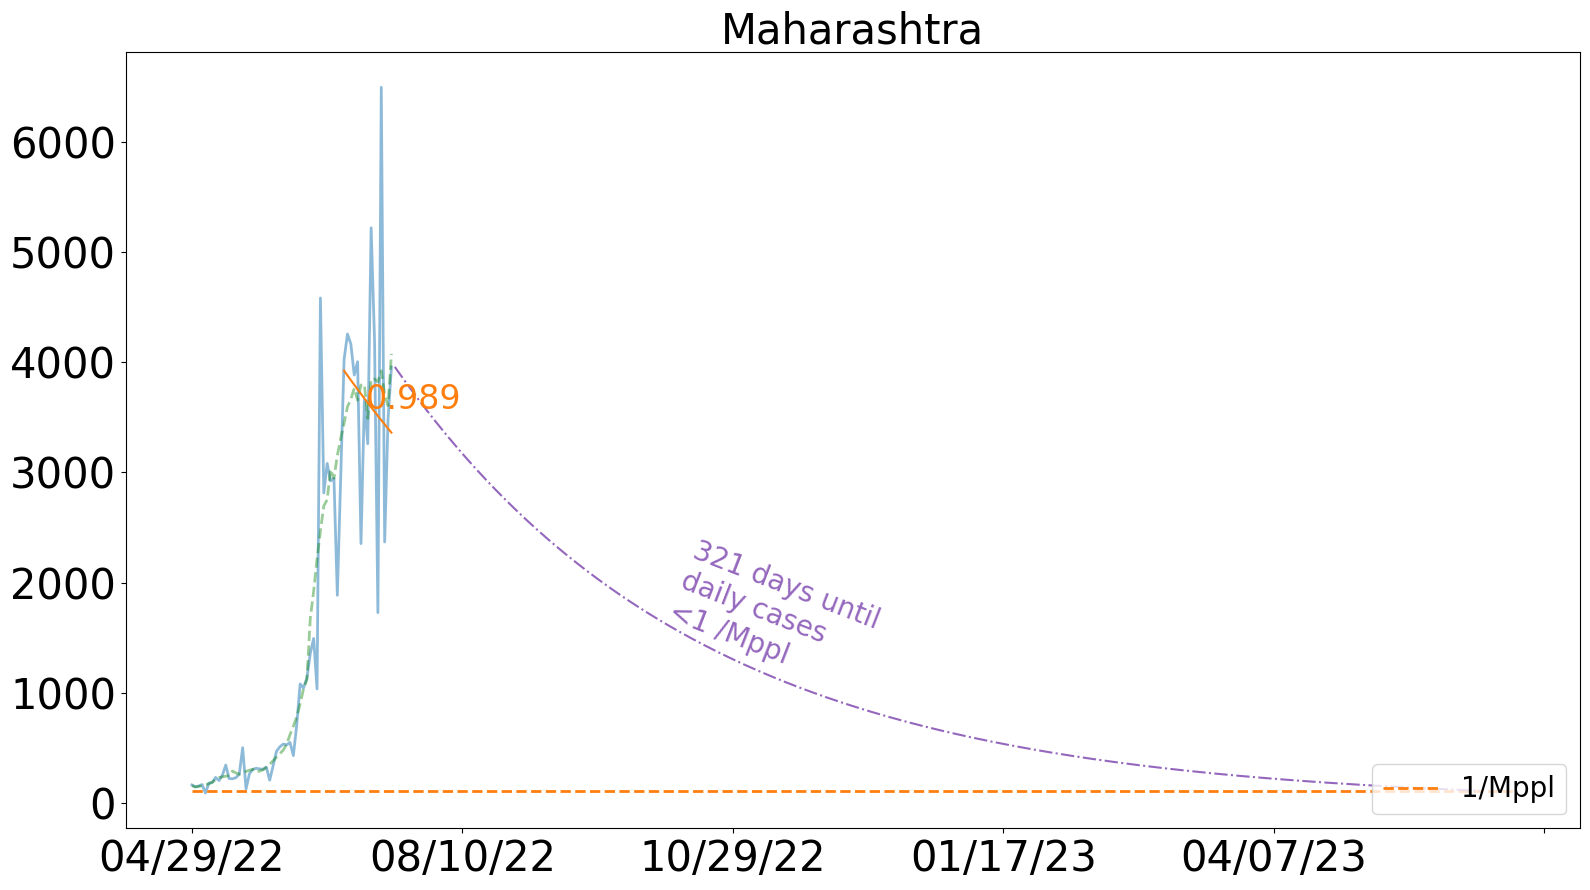 Maharashtra
6000
5000
4000
3000
2000
1000
0
0.989
321 days until
daily cases
<1 /Mppl
1/Mppl
04/29/22
08/10/22
10/29/22
01/17/23
04/07/23